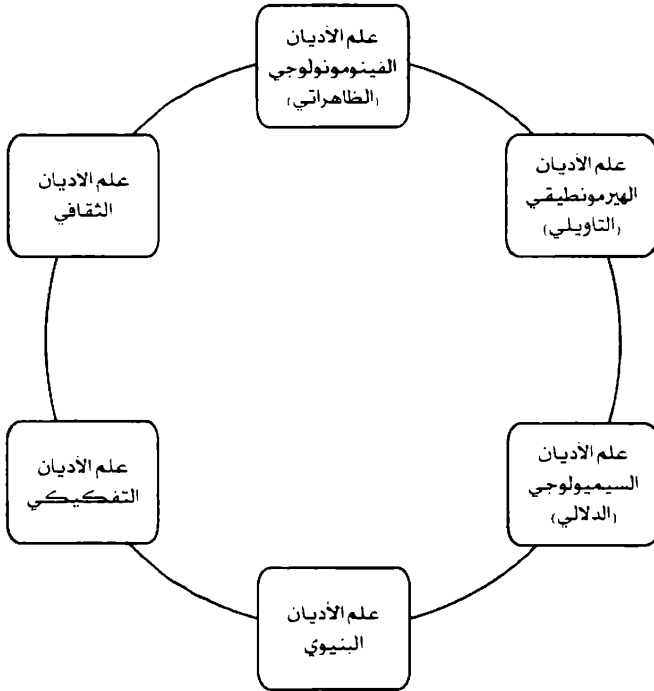 علم الأديان
الفينومونولوجي
(الظاهراتي)
علم الأديان
الهيرمونطيقي
(التاويلي)
علم الأديان
السيميولوجي
(الدلالي)
علم الأديان
البنيوي
علم الأديان
التفكيكي
علم الأديان
الثقافي